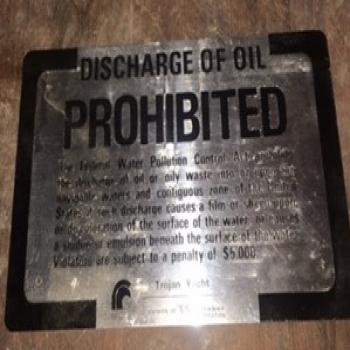 DISCHARGE OF OIL
PROHIBITED
The Federal Water Pollution Control Act prohibits
the discharge of oil or oily waste into or upon the
navigable waters and contiguous zone of the United
States if such discharge causes a film or sheen upon
or discoloration of the surface of the water or causes
a sludge or emulsion beneath the surface of the water.
Violators are subject to a penalty of $5,000.
Trojan Yacht